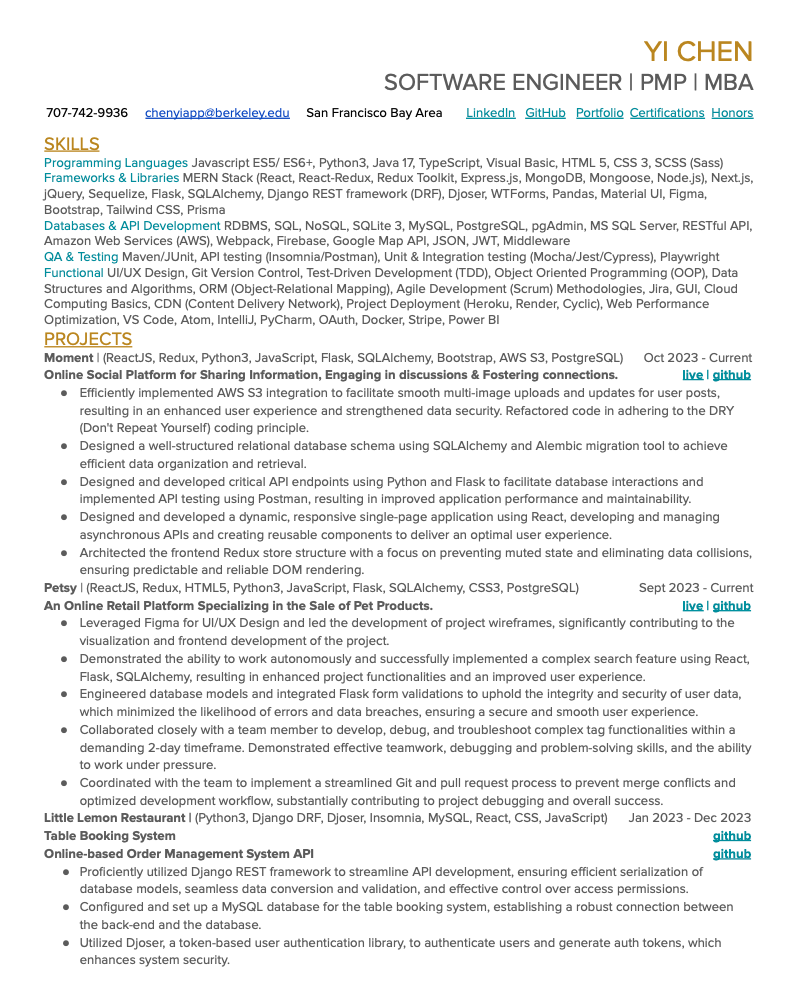 YI CHEN
SOFTWARE ENGINEER | PMP | MBA
707-742-9936 chenyiapp@berkeley.edu San Francisco Bay Area LinkedIn GitHub Portfolio Certifications Honors
SKILLS
Programming Languages Javascript ES5/ ES6+, Python3, Java 17, TypeScript, Visual Basic, HTML 5, CSS 3, SCSS (Sass)
Frameworks & Libraries MERN Stack (React, React-Redux, Redux Toolkit, Express.js, MongoDB, Mongoose, Node.js), Next.js,
jQuery, Sequelize, Flask, SQLAlchemy, Django REST framework (DRF), Djoser, WTForms, Pandas, Material UI, Figma,
Bootstrap, Tailwind CSS, Prisma
Databases & API Development RDBMS, SQL, NoSQL, SQLite 3, MySQL, PostgreSQL, pgAdmin, MS SQL Server, RESTful API,
Amazon Web Services (AWS), Webpack, Firebase, Google Map API, JSON, JWT, Middleware
QA & Testing Maven/JUnit, API testing (Insomnia/Postman), Unit & Integration testing (Mocha/Jest/Cypress), Playwright
Functional UI/UX Design, Git Version Control, Test-Driven Development (TDD), Object Oriented Programming (OOP), Data
Structures and Algorithms, ORM (Object-Relational Mapping), Agile Development (Scrum) Methodologies, Jira, GUI, Cloud
Computing Basics, CDN (Content Delivery Network), Project Deployment (Heroku, Render, Cyclic), Web Performance
Optimization, VS Code, Atom, IntelliJ, PyCharm, OAuth, Docker, Stripe, Power BI
PROJECTS
Moment | (ReactJS, Redux, Python3, JavaScript, Flask, SQLAlchemy, Bootstrap, AWS S3, PostgreSQL) Oct 2023 - Current
Online Social Platform for Sharing Information, Engaging in discussions & Fostering connections. live | github
● Efficiently implemented AWS S3 integration to facilitate smooth multi-image uploads and updates for user posts,
resulting in an enhanced user experience and strengthened data security. Refactored code in adhering to the DRY
(Don't Repeat Yourself) coding principle.
● Designed a well-structured relational database schema using SQLAlchemy and Alembic migration tool to achieve
efficient data organization and retrieval.
● Designed and developed critical API endpoints using Python and Flask to facilitate database interactions and
implemented API testing using Postman, resulting in improved application performance and maintainability.
● Designed and developed a dynamic, responsive single-page application using React, developing and managing
asynchronous APIs and creating reusable components to deliver an optimal user experience.
● Architected the frontend Redux store structure with a focus on preventing muted state and eliminating data collisions,
ensuring predictable and reliable DOM rendering.
Petsy | (ReactJS, Redux, HTML5, Python3, JavaScript, Flask, SQLAlchemy, CSS3, PostgreSQL) Sept 2023 - Current
An Online Retail Platform Specializing in the Sale of Pet Products. live | github
● Leveraged Figma for UI/UX Design and led the development of project wireframes, significantly contributing to the
visualization and frontend development of the project.
● Demonstrated the ability to work autonomously and successfully implemented a complex search feature using React,
Flask, SQLAlchemy, resulting in enhanced project functionalities and an improved user experience.
● Engineered database models and integrated Flask form validations to uphold the integrity and security of user data,
which minimized the likelihood of errors and data breaches, ensuring a secure and smooth user experience.
● Collaborated closely with a team member to develop, debug, and troubleshoot complex tag functionalities within a
demanding 2-day timeframe. Demonstrated effective teamwork, debugging and problem-solving skills, and the ability
to work under pressure.
● Coordinated with the team to implement a streamlined Git and pull request process to prevent merge conflicts and
optimized development workflow, substantially contributing to project debugging and overall success.
Little Lemon Restaurant | (Python3, Django DRF, Djoser, Insomnia, MySQL, React, CSS, JavaScript) Jan 2023 - Dec 2023
Table Booking System github
Online-based Order Management System API github
● Proficiently utilized Django REST framework to streamline API development, ensuring efficient serialization of
database models, seamless data conversion and validation, and effective control over access permissions.
● Configured and set up a MySQL database for the table booking system, establishing a robust connection between
the back-end and the database.
● Utilized Djoser, a token-based user authentication library, to authenticate users and generate auth tokens, which
enhances system security.